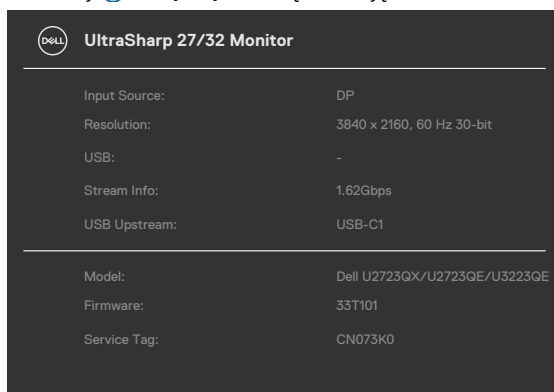 DELL UltraSharp 27/32 Monitor
Input Source: DP
Resolution: 3840 x 2160, 60 Hz 30-bit
USB: -
Stream Info: 1.62Gbps
USB Upstream: USB-C1
Model: Dell U2723QX/U2723QE/U3223QE
Firmware: 33T101
Service Tag: CN073K0